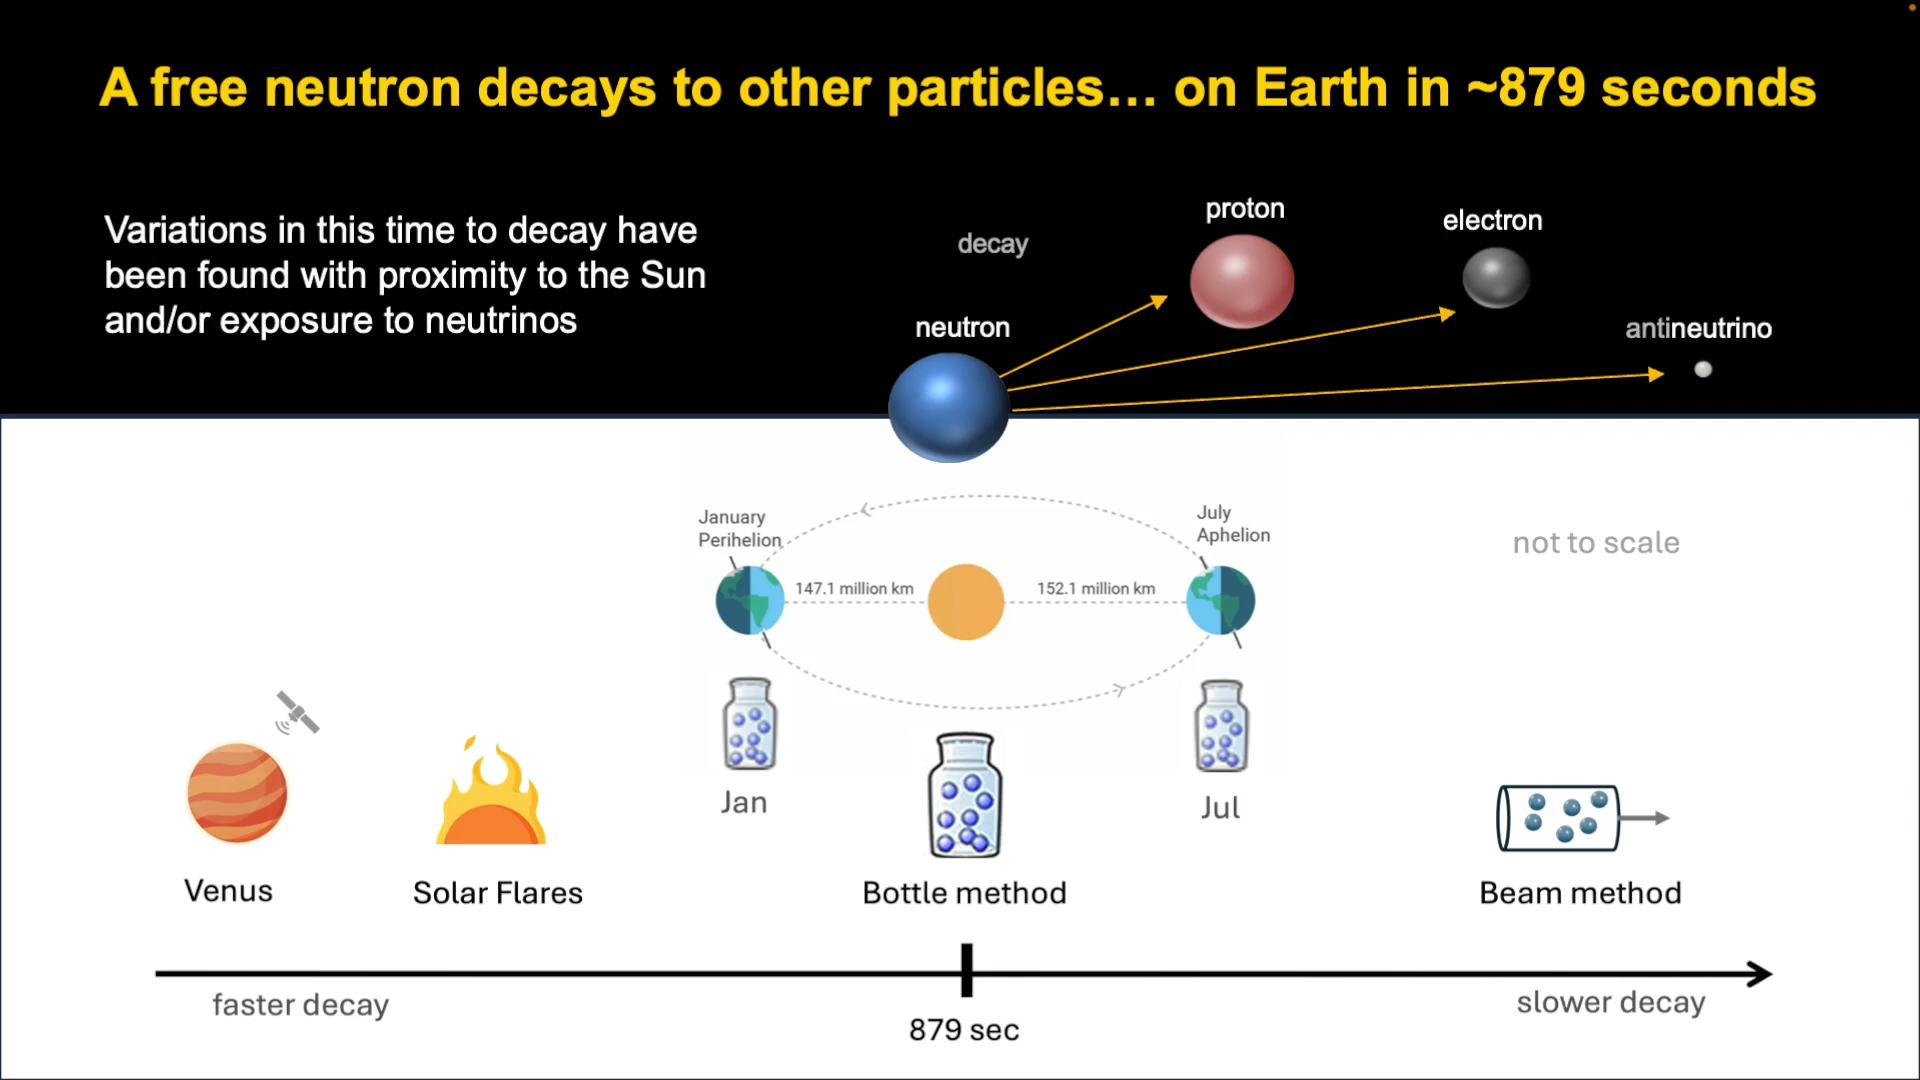 A free neutron decays to other particles... on Earth in ~879 seconds
Variations in this time to decay have
been found with proximity to the Sun
and/or exposure to neutrinos
decay
proton
electron
neutron
antineutrino
January
Perihelion
July
Aphelion
not to scale
147.1 million km
152.1 million km
Jan
Jul
Venus
Solar Flares
Bottle method
Beam method
faster decay
slower decay
879 sec